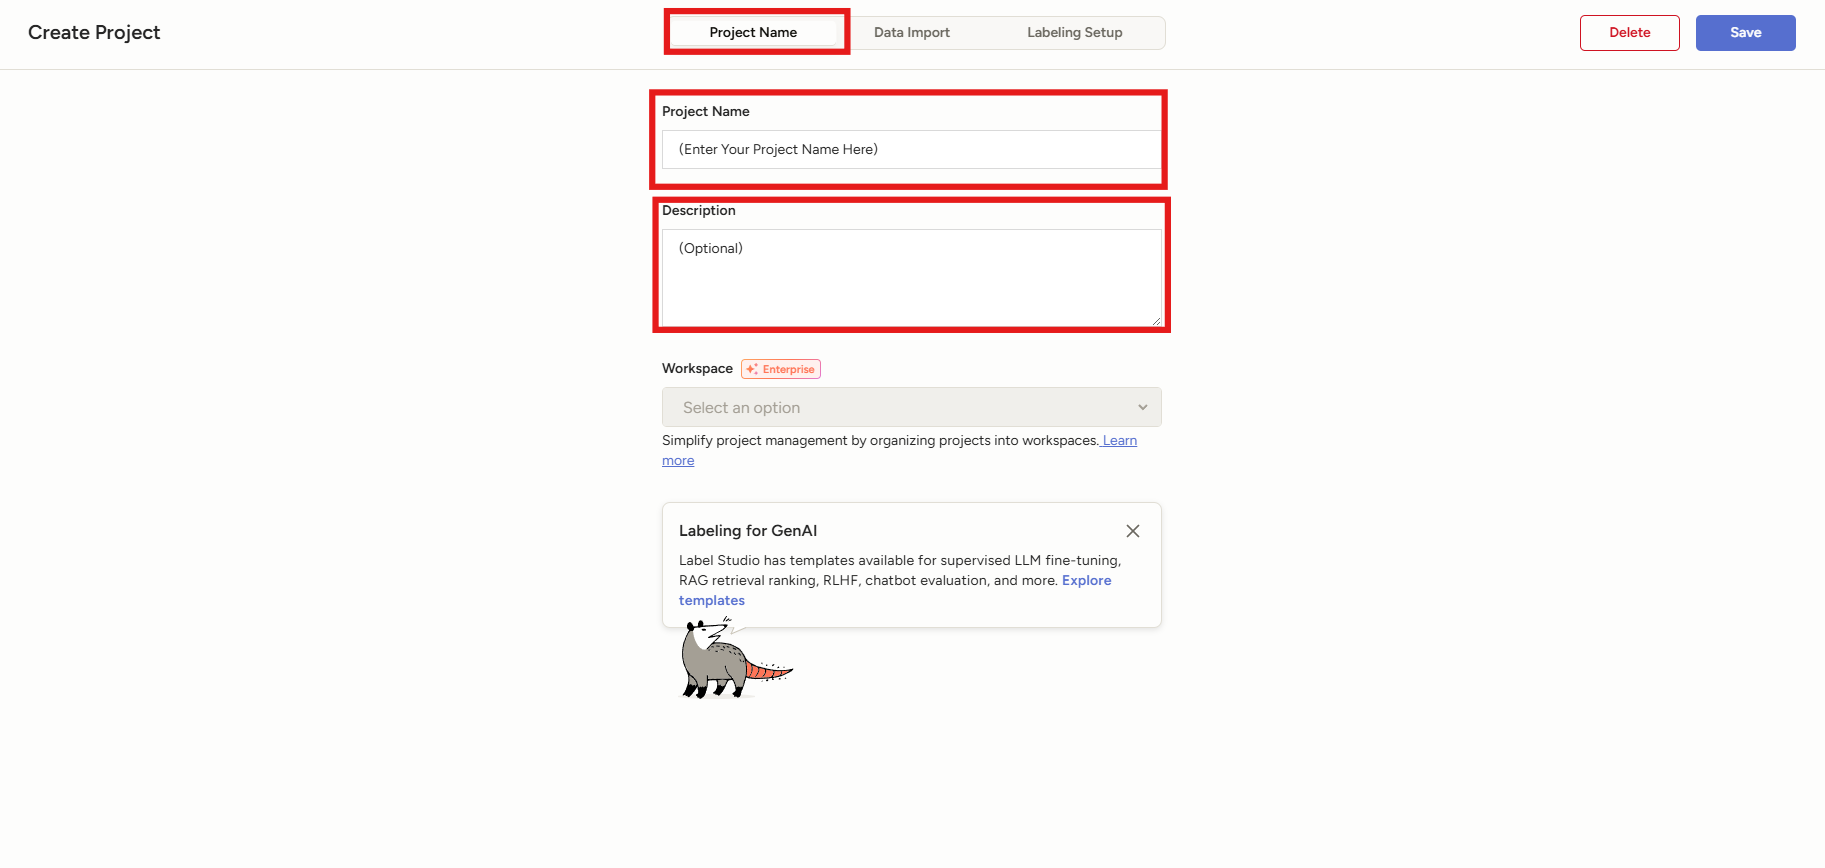 Create Project
Project Name
Data Import
Labeling Setup
Delete
Save
Project Name
(Enter Your Project Name Here)
Description
(Optional)
Workspace
Enterprise
Select an option
Simplify project management by organizing projects into workspaces. Learn
more
Labeling for GenAI
Label Studio has templates available for supervised LLM fine-tuning,
RAG retrieval ranking, RLHF, chatbot evaluation, and more. Explore
templates